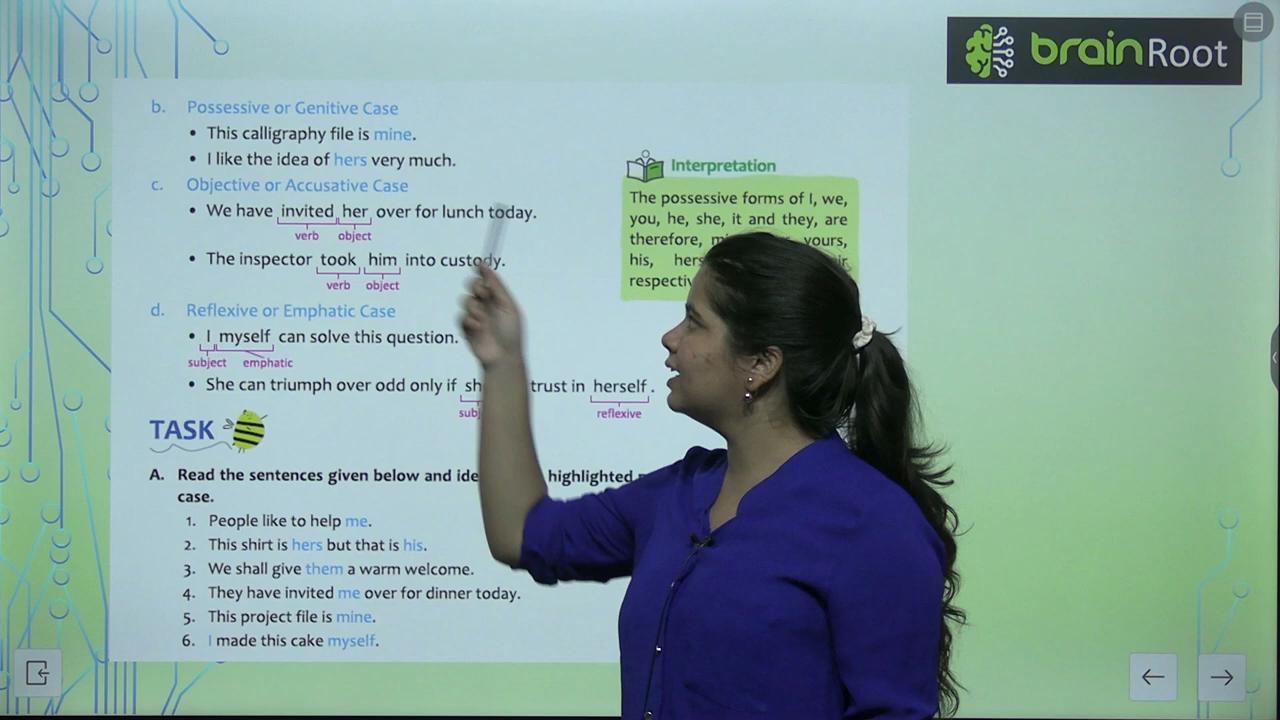 brainRoot
b. Possessive or Genitive Case
• This calligraphy file is mine.
• I like the idea of hers very much.
c. Objective or Accusative Case
• We have invited her over for lunch today.
verb object
• The inspector took him into custody.
verb object
d. Reflexive or Emphatic Case
• I myself can solve this question.
subject emphatic
• She can triumph over odd only if trust in herself.
reflexive
Interpretation
The possessive forms of I, we,
you, he, she, it and they, are
therefore, yours,
his,
TASK
A. Read the sentences given below and highlighted
case.
1. People like to help me.
2. This shirt is hers but that is his.
3. We shall give them a warm welcome.
4. They have invited me over for dinner today.
5. This project file is mine.
6. I made this cake myself.